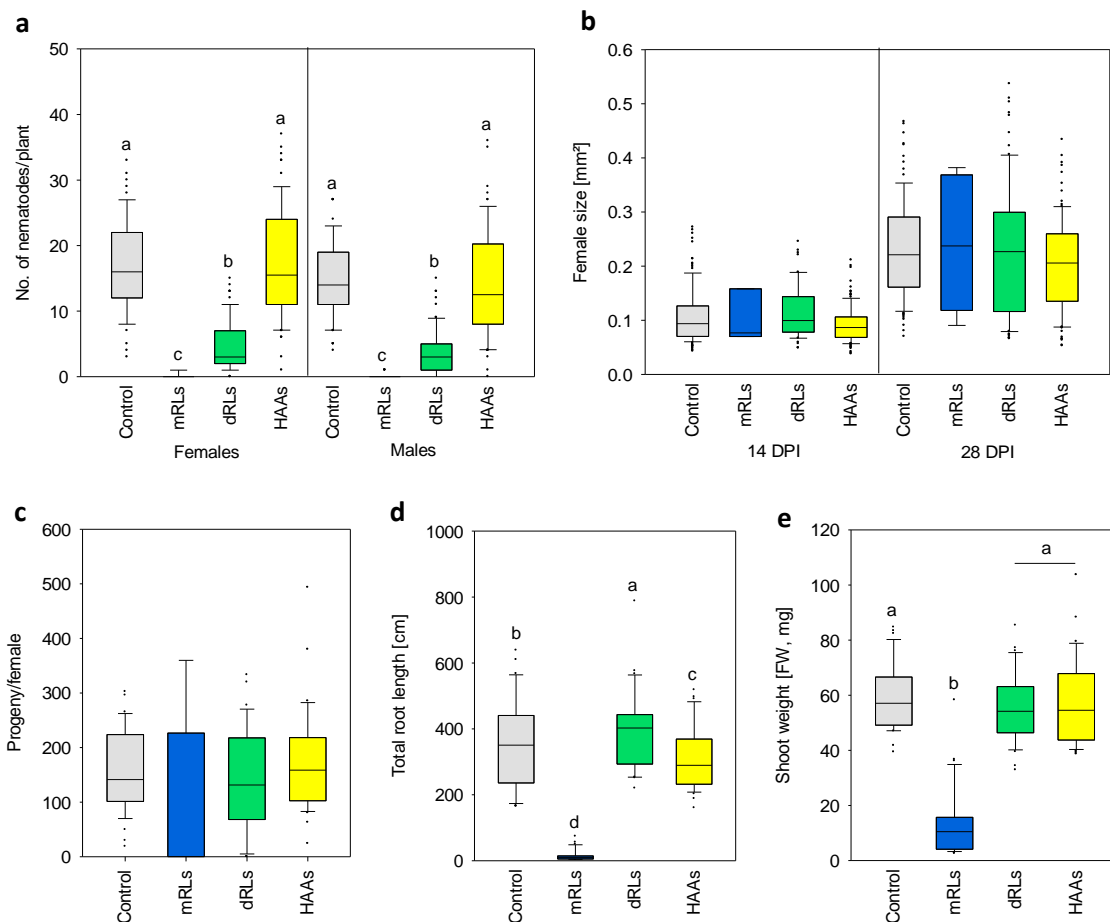 a
50
40
30
20
10
0
No. of nematodes/plant
a
c
b
a
a
c
b
a
Control
mRLs
dRLs
HAAs
Control
mRLs
dRLs
HAAs
Females
Males
b
0.6
0.5
0.4
0.3
0.2
0.1
0.0
Female size [mm²]
Control
mRLs
dRLs
HAAs
Control
mRLs
dRLs
HAAs
14 DPI
28 DPI
c
600
500
400
300
200
100
0
Progeny/female
Control
mRLs
dRLs
HAAs
d
1000
800
600
400
200
0
Total root length [cm]
b
d
a
c
Control
mRLs
dRLs
HAAs
e
120
100
80
60
40
20
0
Shoot weight [FW, mg]
a
b
a
Control
mRLs
dRLs
HAAs